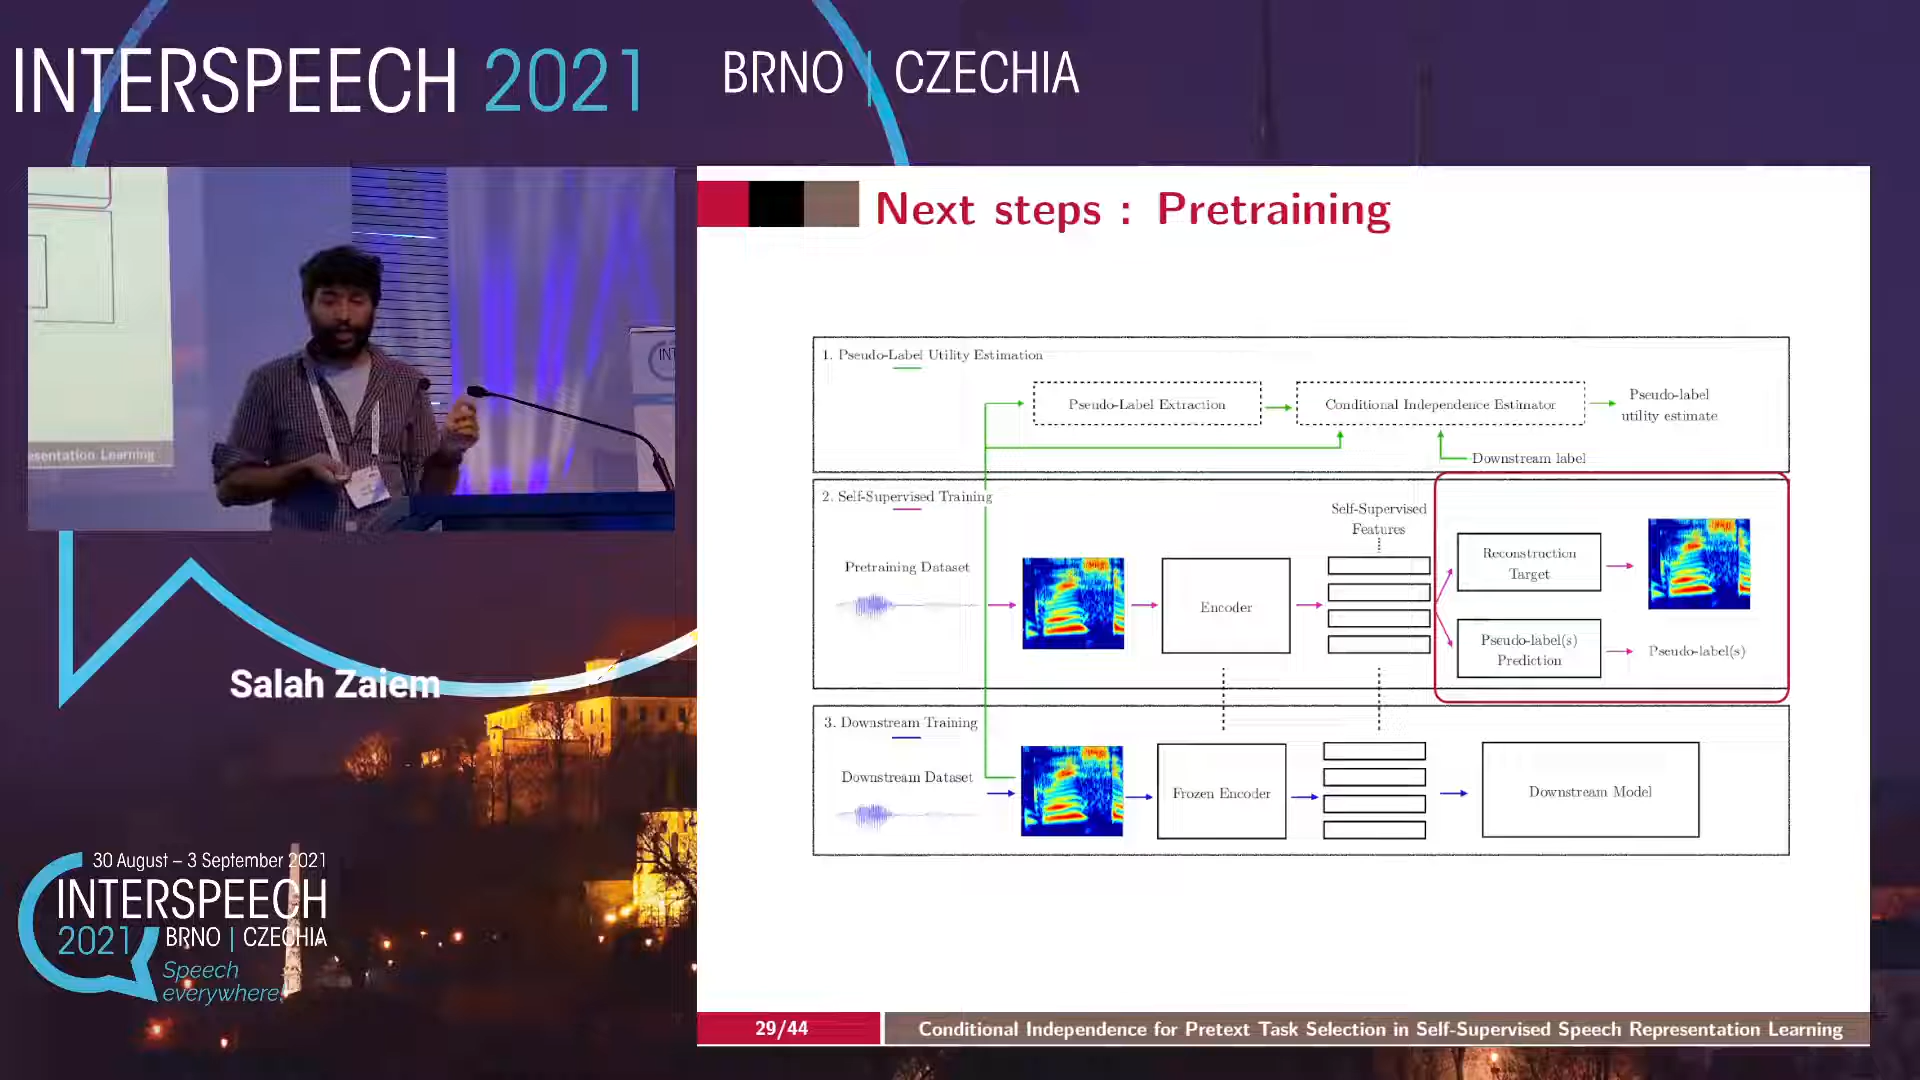 INTERSPEECH 2021 BRNO | CZECHIA
Next steps : Pretraining
1. Pseudo-Label Utility Estimation
Pseudo-Label Extraction
Conditional Independence Estimator
Pseudo-label
utility estimate
Downstream label
2. Self-Supervised Training
Self-Supervised
Features
Pretraining Dataset
Encoder
Reconstruction
Target
Pseudo-label(s)
Prediction
Pseudo-label(s)
3. Downstream Training
Downstream Dataset
Frozen Encoder
Downstream Model
29/44
Conditional Independence for Pretext Task Selection in Self-Supervised Speech Representation Learning
esentation Learning
INT
Salah Zaiem
30 August – 3 September 2021
INTERSPEECH
2021 BRNO | CZECHIA
Speech
everywhere!